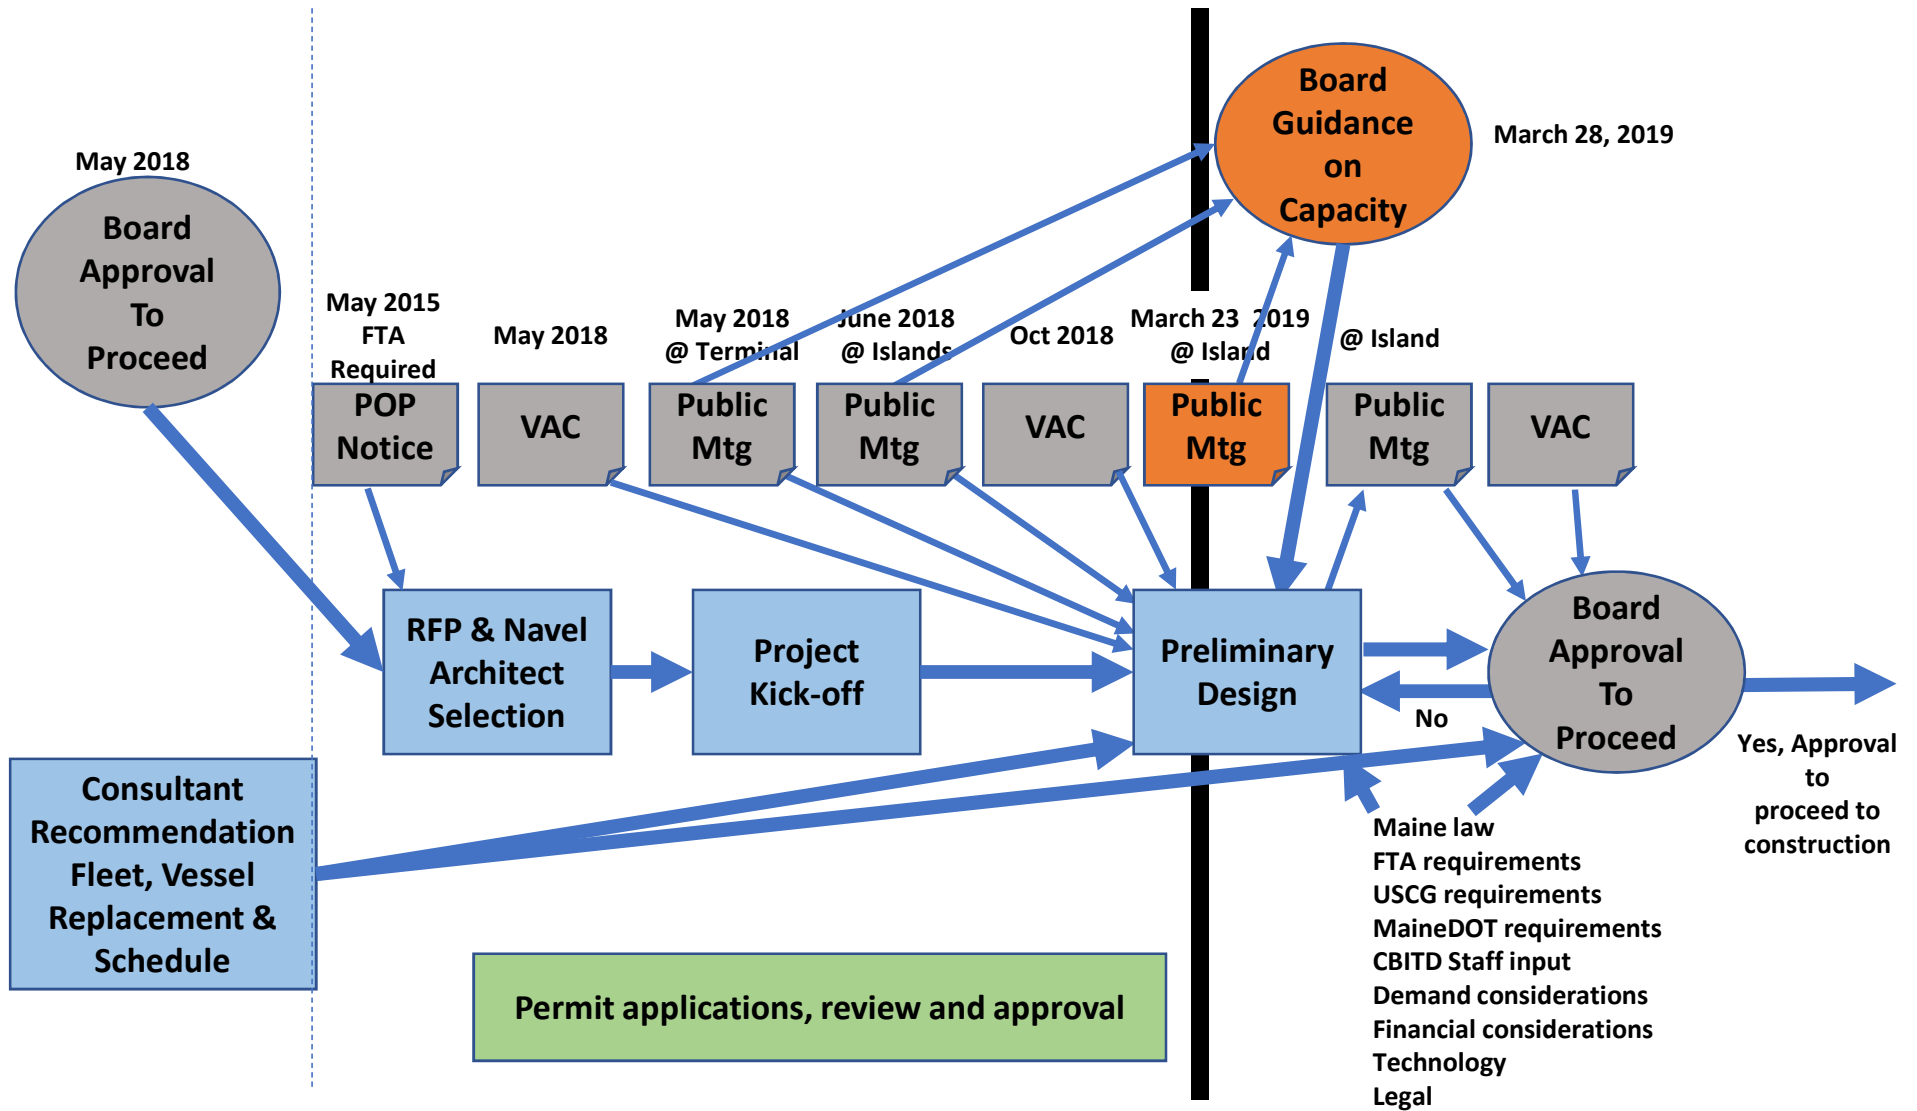 May 2018
Board
Approval
To
Proceed
Board
Guidance
on
Capacity
March 28, 2019
May 2015
FTA
Required
POP
Notice
May 2018
VAC
May 2018
@ Terminal
Public
Mtg
June 2018
@ Islands
Public
Mtg
Oct 2018
VAC
March 23  2019
@ Island
Public
Mtg
@ Island
Public
Mtg
VAC
RFP & Navel
Architect
Selection
Project
Kick-off
Preliminary
Design
No
Board
Approval
To
Proceed
Yes, Approval
to
proceed to
construction
Consultant
Recommendation
Fleet, Vessel
Replacement &
Schedule
Permit applications, review and approval
Maine law
FTA requirements
USCG requirements
MaineDOT requirements
CBITD Staff input
Demand considerations
Financial considerations
Technology
Legal